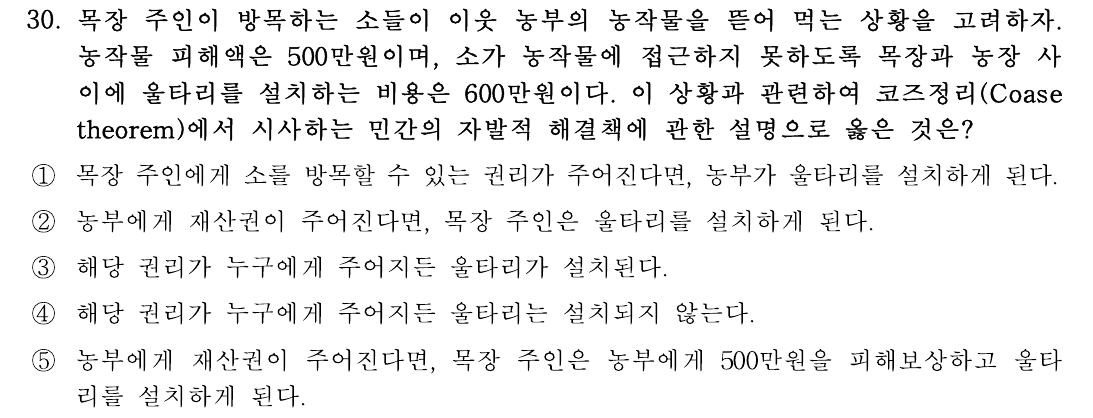 30. 목장 주인이 방목하는 소들이 이웃 농부의 농작물을 뜯어 먹는 상황을 고려하자.
농작물 피해액은 500만원이며, 소가 농작물에 접근하지 못하도록 목장과 농장 사
이에 울타리를 설치하는 비용은 600만원이다. 이 상황과 관련하여 코즈정리(Coase
theorem)에서 시사하는 민간의 자발적 해결책에 관한 설명으로 옳은 것은?
① 목장 주인에게 소를 방목할 수 있는 권리가 주어진다면, 농부가 울타리를 설치하게 된다.
② 농부에게 재산권이 주어진다면, 목장 주인은 울타리를 설치하게 된다.
③ 해당 권리가 누구에게 주어지든 울타리가 설치된다.
④ 해당 권리가 누구에게 주어지든 울타리는 설치되지 않는다.
⑤ 농부에게 재산권이 주어진다면, 목장 주인은 농부에게 500만원을 피해보상하고 울타
리를 설치하게 된다.